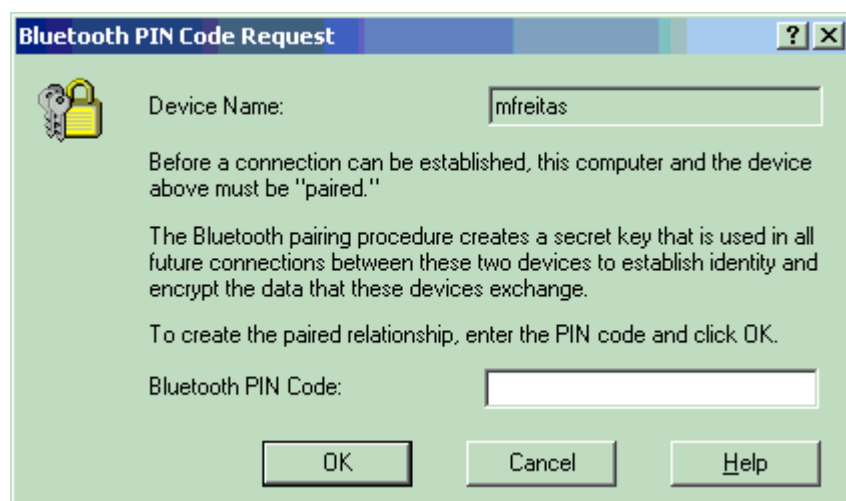 Bluetooth PIN Code Request
Device Name: mfreitas
Before a connection can be established, this computer and the device
above must be "paired."
The Bluetooth pairing procedure creates a secret key that is used in all
future connections between these two devices to establish identity and
encrypt the data that these devices exchange.
To create the paired relationship, enter the PIN code and click OK.
Bluetooth PIN Code:
OK Cancel Help